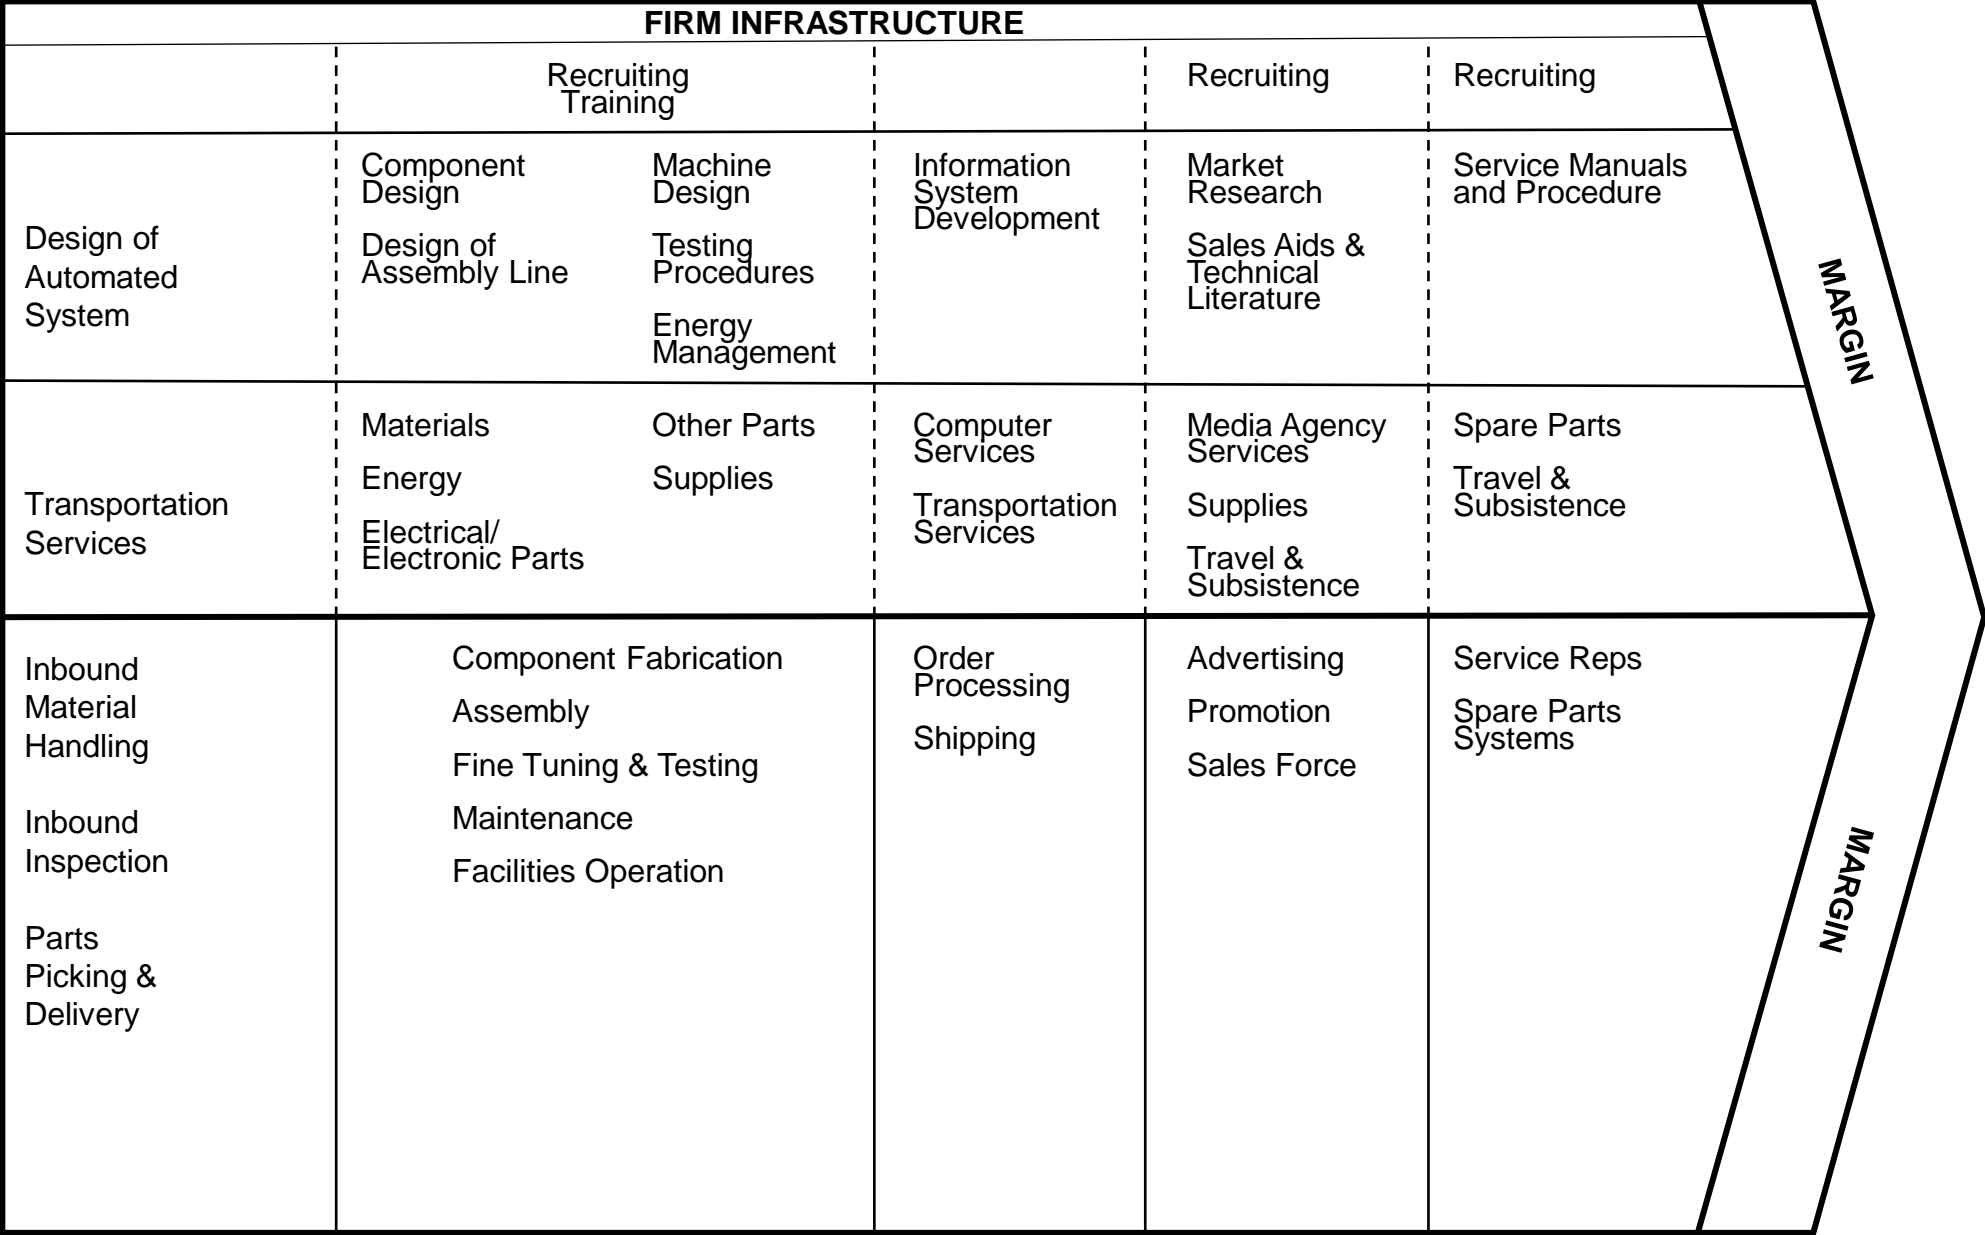 FIRM INFRASTRUCTURE
Recruiting
Training
Recruiting
Recruiting
Design of
Automated
System
Component
Design
Design of
Assembly Line
Machine
Design
Testing
Procedures
Energy
Management
Information
System
Development
Market
Research
Sales Aids &
Technical
Literature
Service Manuals
and Procedure
MARGIN
Transportation
Services
Materials
Energy
Electrical/
Electronic Parts
Other Parts
Supplies
Computer
Services
Transportation
Services
Media Agency
Services
Supplies
Travel &
Subsistence
Spare Parts
Travel &
Subsistence
Inbound
Material
Handling
Inbound
Inspection
Parts
Picking &
Delivery
Component Fabrication
Assembly
Fine Tuning & Testing
Maintenance
Facilities Operation
Order
Processing
Shipping
Advertising
Promotion
Sales Force
Service Reps
Spare Parts
Systems
MARGIN